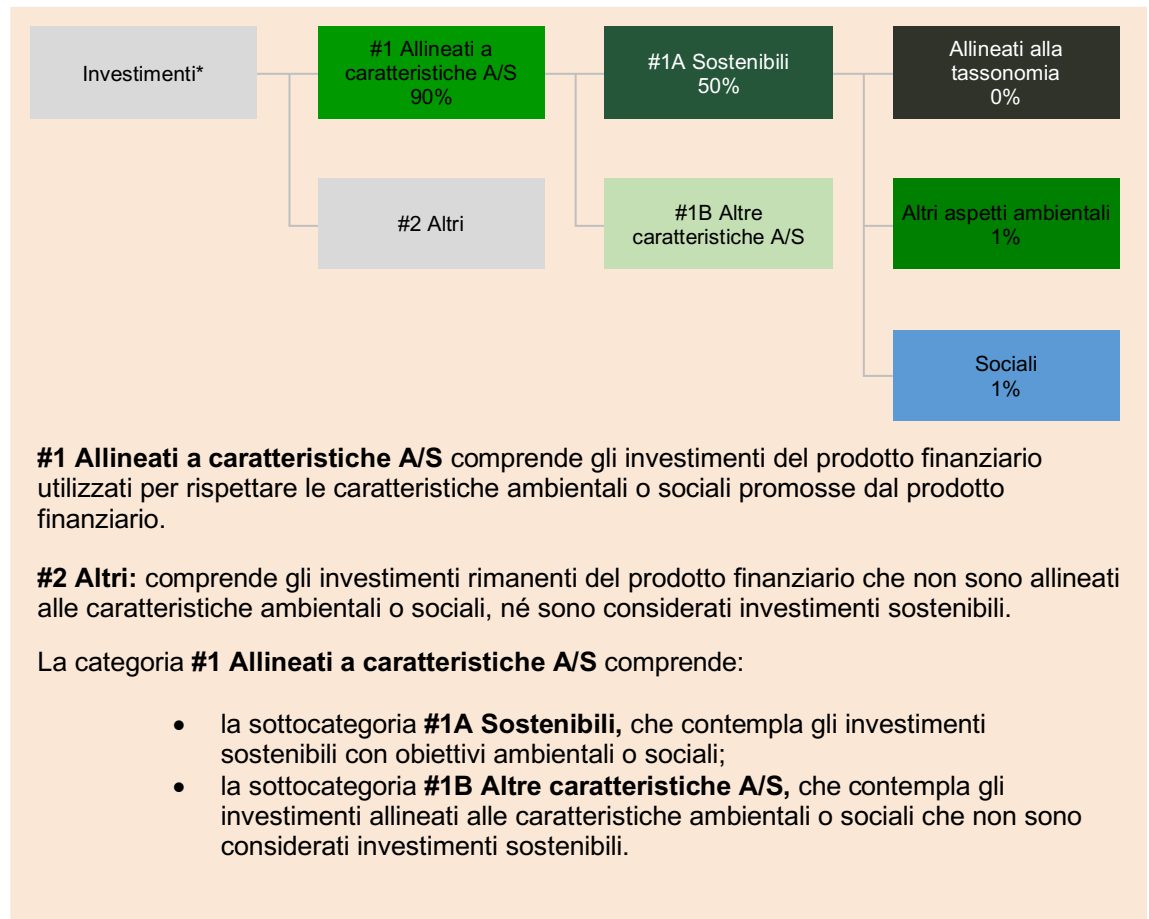 Investimenti*
#1 Allineati a
caratteristiche A/S
90%
#1A Sostenibili
50%
Allineati alla
tassonomia
0%
#2 Altri
#1B Altre
caratteristiche A/S
Altri aspetti ambientali
1%
Sociali
1%
#1 Allineati a caratteristiche A/S comprende gli investimenti del prodotto finanziario
utilizzati per rispettare le caratteristiche ambientali o sociali promosse dal prodotto
finanziario.
#2 Altri: comprende gli investimenti rimanenti del prodotto finanziario che non sono allineati
alle caratteristiche ambientali o sociali, né sono considerati investimenti sostenibili.
La categoria #1 Allineati a caratteristiche A/S comprende:
• la sottocategoria #1A Sostenibili, che contempla gli investimenti
sostenibili con obiettivi ambientali o sociali;
• la sottocategoria #1B Altre caratteristiche A/S, che contempla gli
investimenti allineati alle caratteristiche ambientali o sociali che non sono
considerati investimenti sostenibili.